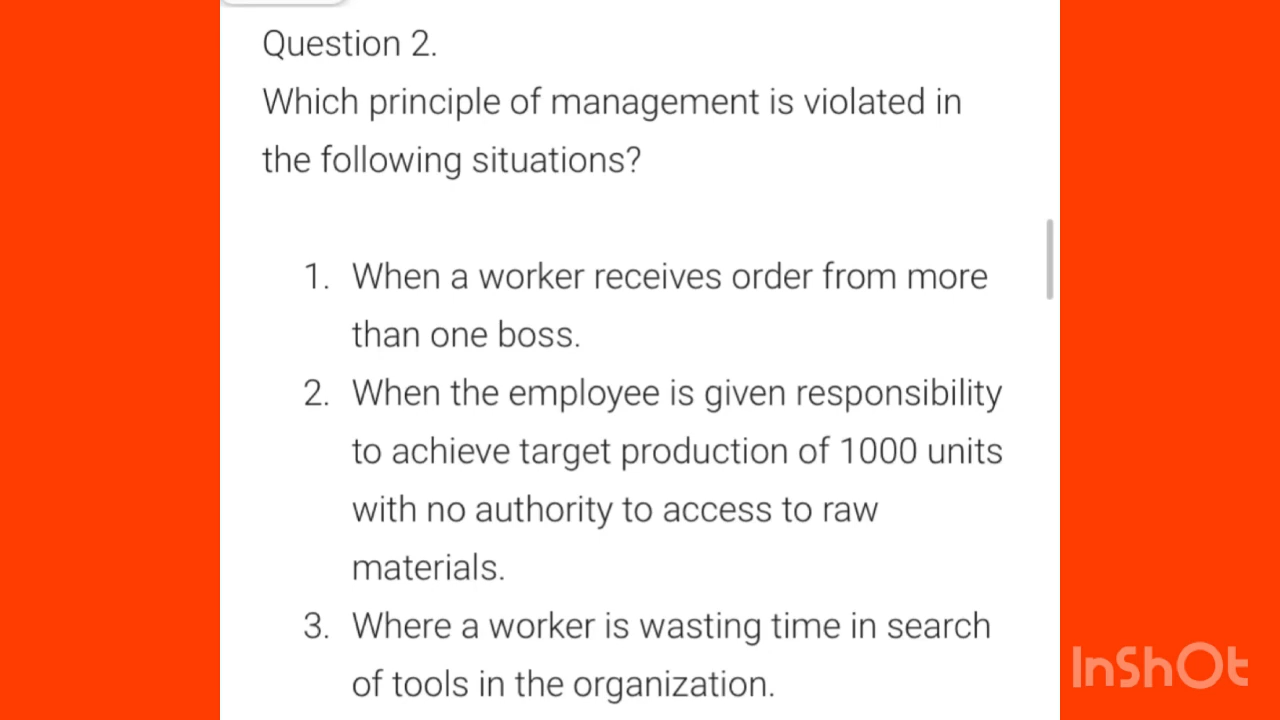 Question 2.
Which principle of management is violated in
the following situations?
1. When a worker receives order from more
than one boss.
2. When the employee is given responsibility
to achieve target production of 1000 units
with no authority to access to raw
materials.
3. Where a worker is wasting time in search
of tools in the organization.
InShOt